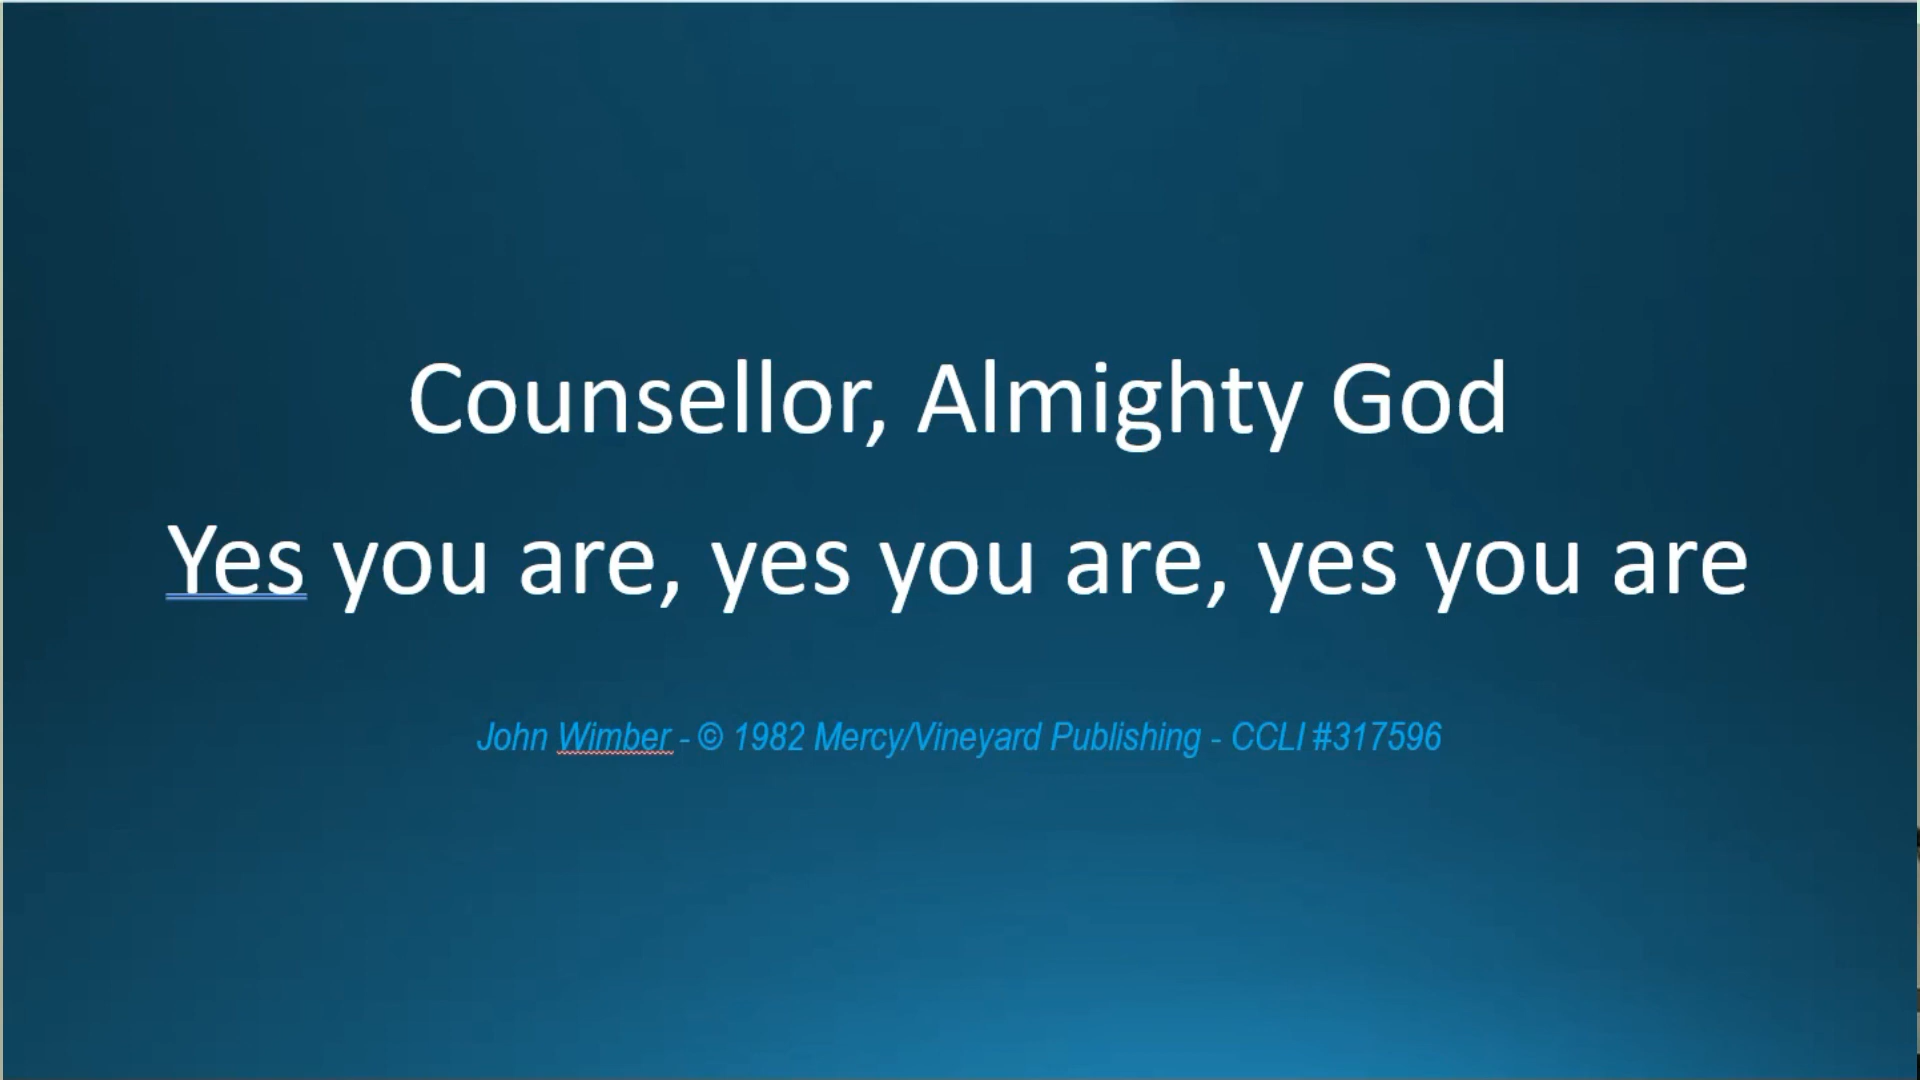 Counsellor, Almighty God
Yes you are, yes you are, yes you are
John Wimber - © 1982 Mercy/Vineyard Publishing - CCLI #317596